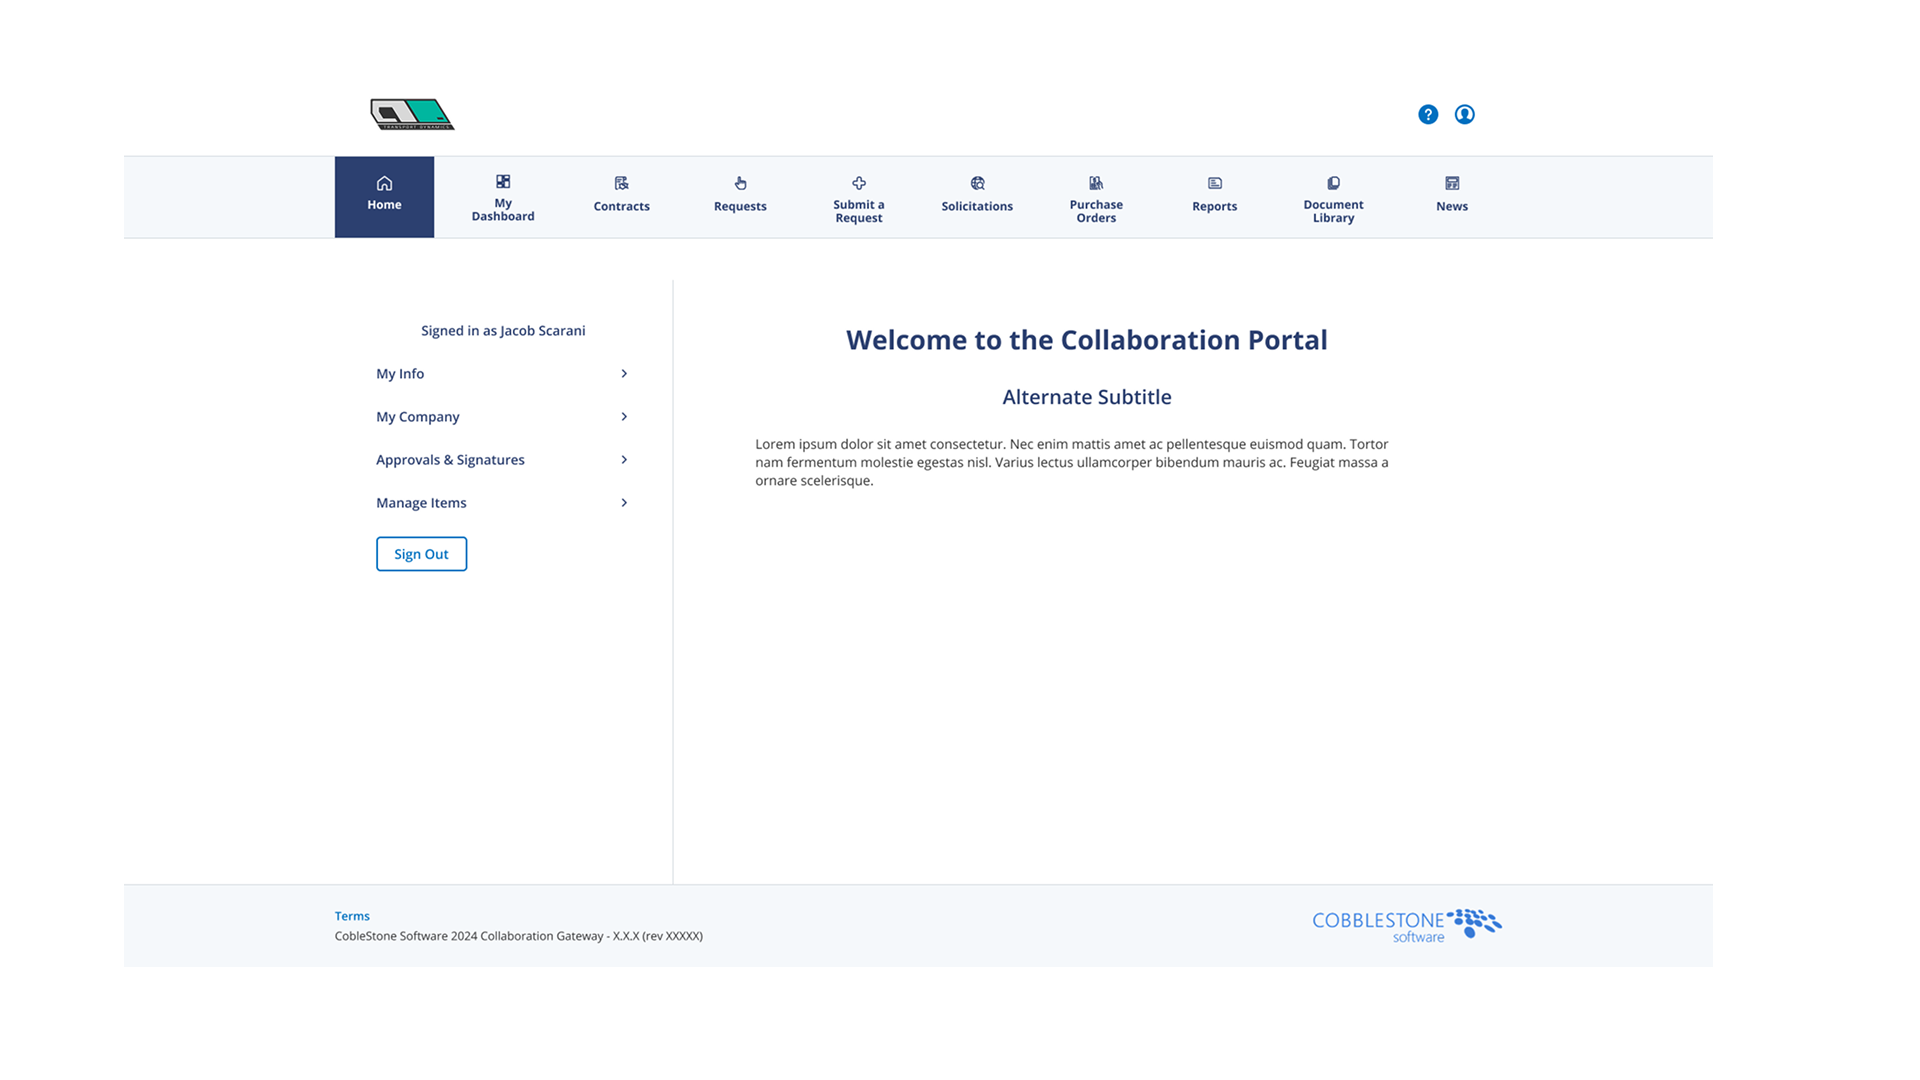 TRANSPORT DYNAMICS
?
Home
My
Dashboard
Contracts
Requests
Submit a
Request
Solicitations
Purchase
Orders
Reports
Document
Library
News
Signed in as Jacob Scarani
My Info
My Company
Approvals & Signatures
Manage Items
Sign Out
Welcome to the Collaboration Portal
Alternate Subtitle
Lorem ipsum dolor sit amet consectetur. Nec enim mattis amet ac pellentesque euismod quam. Tortor
nam fermentum molestie egestas nisl. Varius lectus ullamcorper bibendum mauris ac. Feugiat massa a
ornare scelerisque.
Terms
CobleStone Software 2024 Collaboration Gateway - X.X.X (rev XXXXX)
COBBLESTONE
software